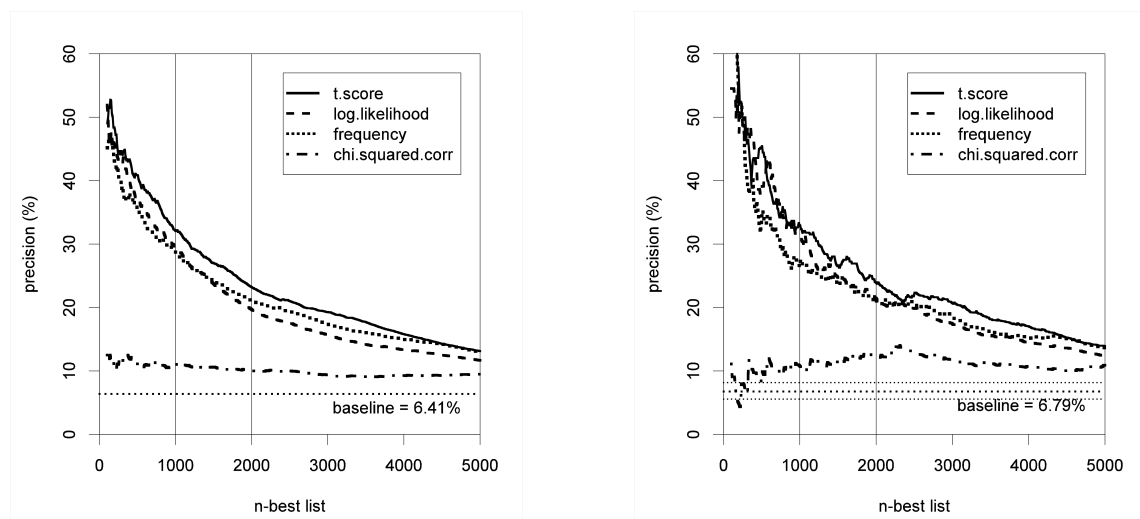 60
50
40
30
20
10
0
precision (%)
t.score
log.likelihood
frequency
chi.squared.corr
baseline = 6.41%
0 1000 2000 3000 4000 5000
n-best list
60
50
40
30
20
10
0
precision (%)
t.score
log.likelihood
frequency
chi.squared.corr
baseline = 6.79%
0 1000 2000 3000 4000 5000
n-best list